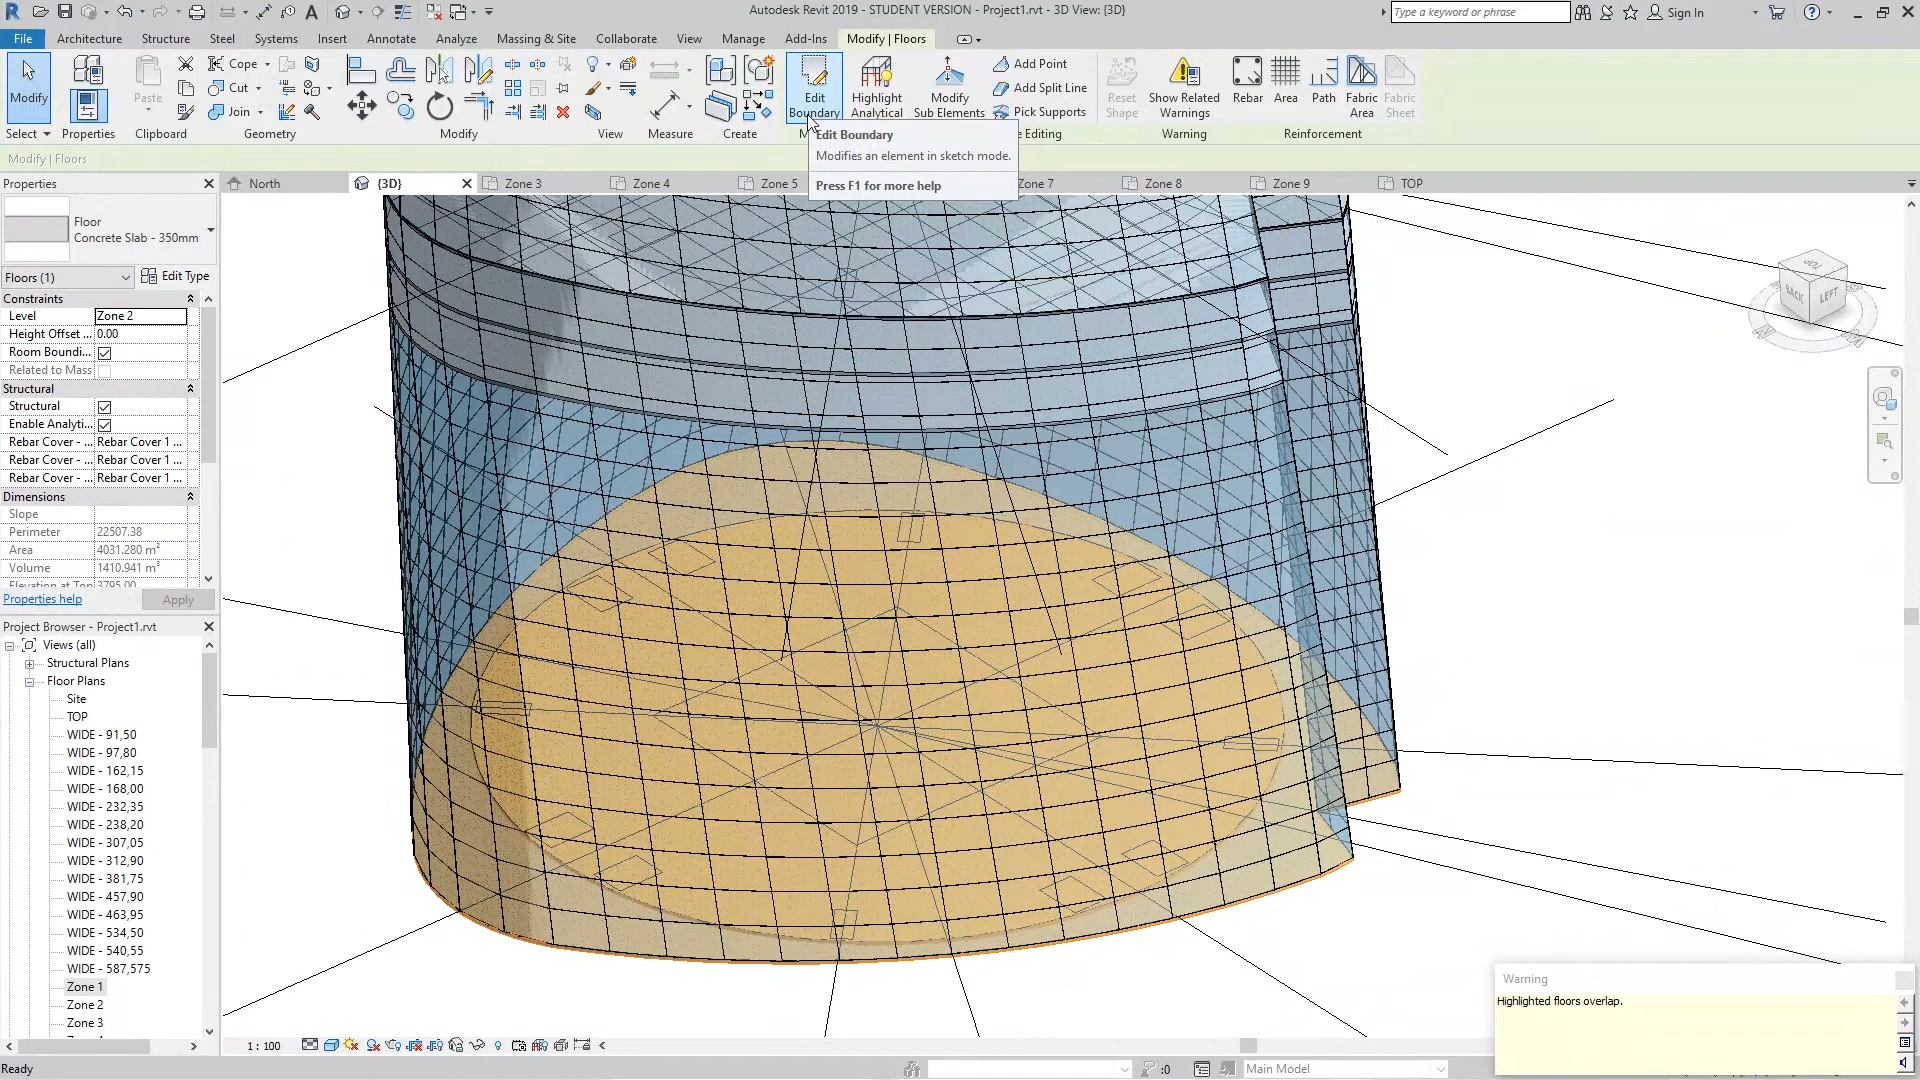 Autodesk Revit 2019 - STUDENT VERSION - Project1.rvt - 3D View: {3D}
Type a keyword or phrase
Sign In
File Architecture Structure Steel Systems Insert Annotate Analyze Massing & Site Collaborate View Manage Add-Ins Modify | Floors
Modify
Properties
Paste
Cope
Cut
Join
Edit Boundary
Highlight Analytical
Modify Sub Elements
Add Point
Add Split Line
Pick Supports
Reset Shape
Show Related Warnings
Rebar
Area
Path
Fabric Area
Fabric Sheet
Select Properties Clipboard Geometry Modify View Measure Create M e Editing Warning Reinforcement
Edit Boundary
Modifies an element in sketch mode.
Press F1 for more help
Modify | Floors
Properties
North {3D} Zone 3 Zone 4 Zone 5 Zone 7 Zone 8 Zone 9 TOP
Floor
Concrete Slab - 350mm
Floors (1) Edit Type
Constraints
Level Zone 2
Height Offset ... 0.00
Room Boundi...
Related to Mass
Structural
Structural
Enable Analyti...
Rebar Cover - ... Rebar Cover 1 ...
Rebar Cover - ... Rebar Cover 1 ...
Rebar Cover - ... Rebar Cover 1 ...
Dimensions
Slope
Perimeter 22507.38
Area 4031.280 m²
Volume 1410.941 m³
Elevation at Top 3795.00
Properties help Apply
Project Browser - Project1.rvt
Views (all)
Structural Plans
Floor Plans
Site
TOP
WIDE - 91,50
WIDE - 97,80
WIDE - 162,15
WIDE - 168,00
WIDE - 232,35
WIDE - 238,20
WIDE - 307,05
WIDE - 312,90
WIDE - 381,75
WIDE - 457,90
WIDE - 463,95
WIDE - 534,50
WIDE - 540,55
WIDE - 587,575
Zone 1
Zone 2
Zone 3
TOP
BACK
LEFT
Warning
Highlighted floors overlap.
1 : 100
Ready
:0
Main Model